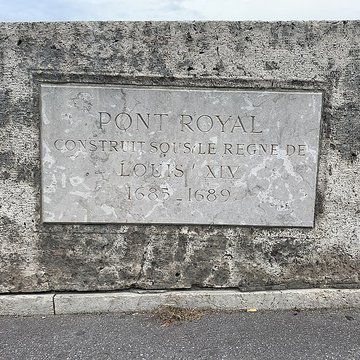 PONT ROYAL
CONSTRUIT SOUS LE REGNE DE
LOUIS XIV
1685-1689